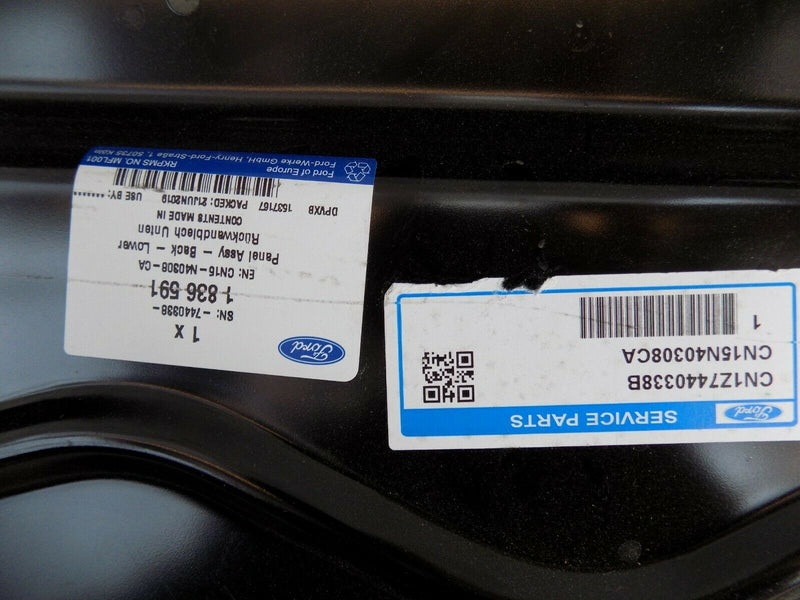 Ford
1 x
SN: -7440338-
1 836 591
EN: CN15-N40308-CA
Panel Assy - Back - Lower
Rückwandblech Unten
CONTENTS MADE IN
DPVXB 1637167 PACKED: 21JUN2019 USE BY: ........
Ford of Europe
Ford-Werke GmbH, Henry-Ford-Straße 1, 50735 Köln
RKPMS NO. MFL001
Ford SERVICE PARTS
CN1Z7440338B
CN15N40308CA
1